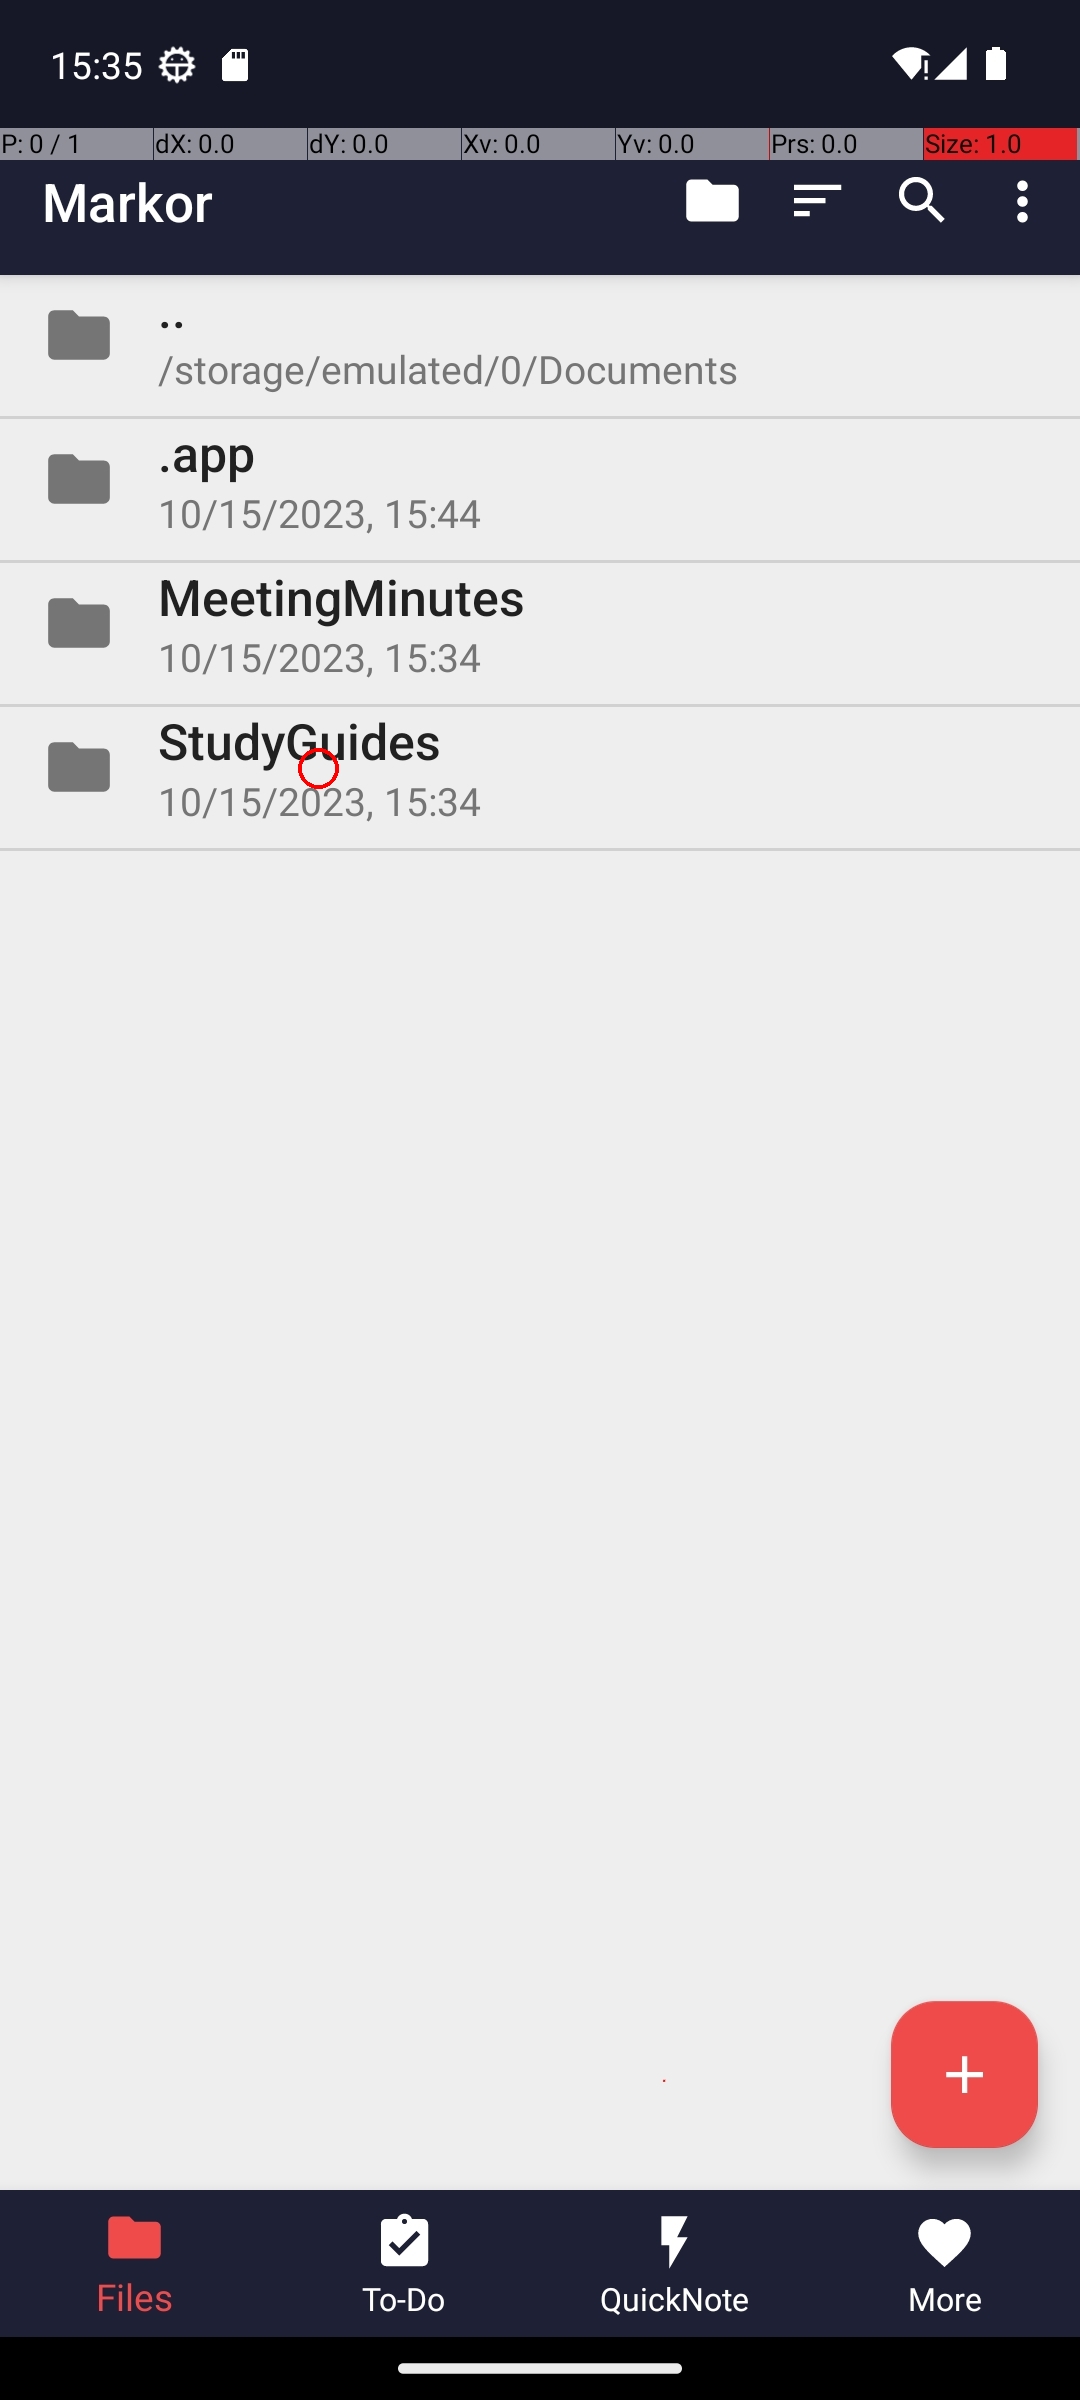 15:35
P: 0 / 1 dX: 0.0 dY: 0.0 Xv: 0.0 Yv: 0.0 Prs: 0.0 Size: 1.0
Markor
..
/storage/emulated/0/Documents
.app
10/15/2023, 15:44
MeetingMinutes
10/15/2023, 15:34
StudyGuides
10/15/2023, 15:34
Files To-Do QuickNote More